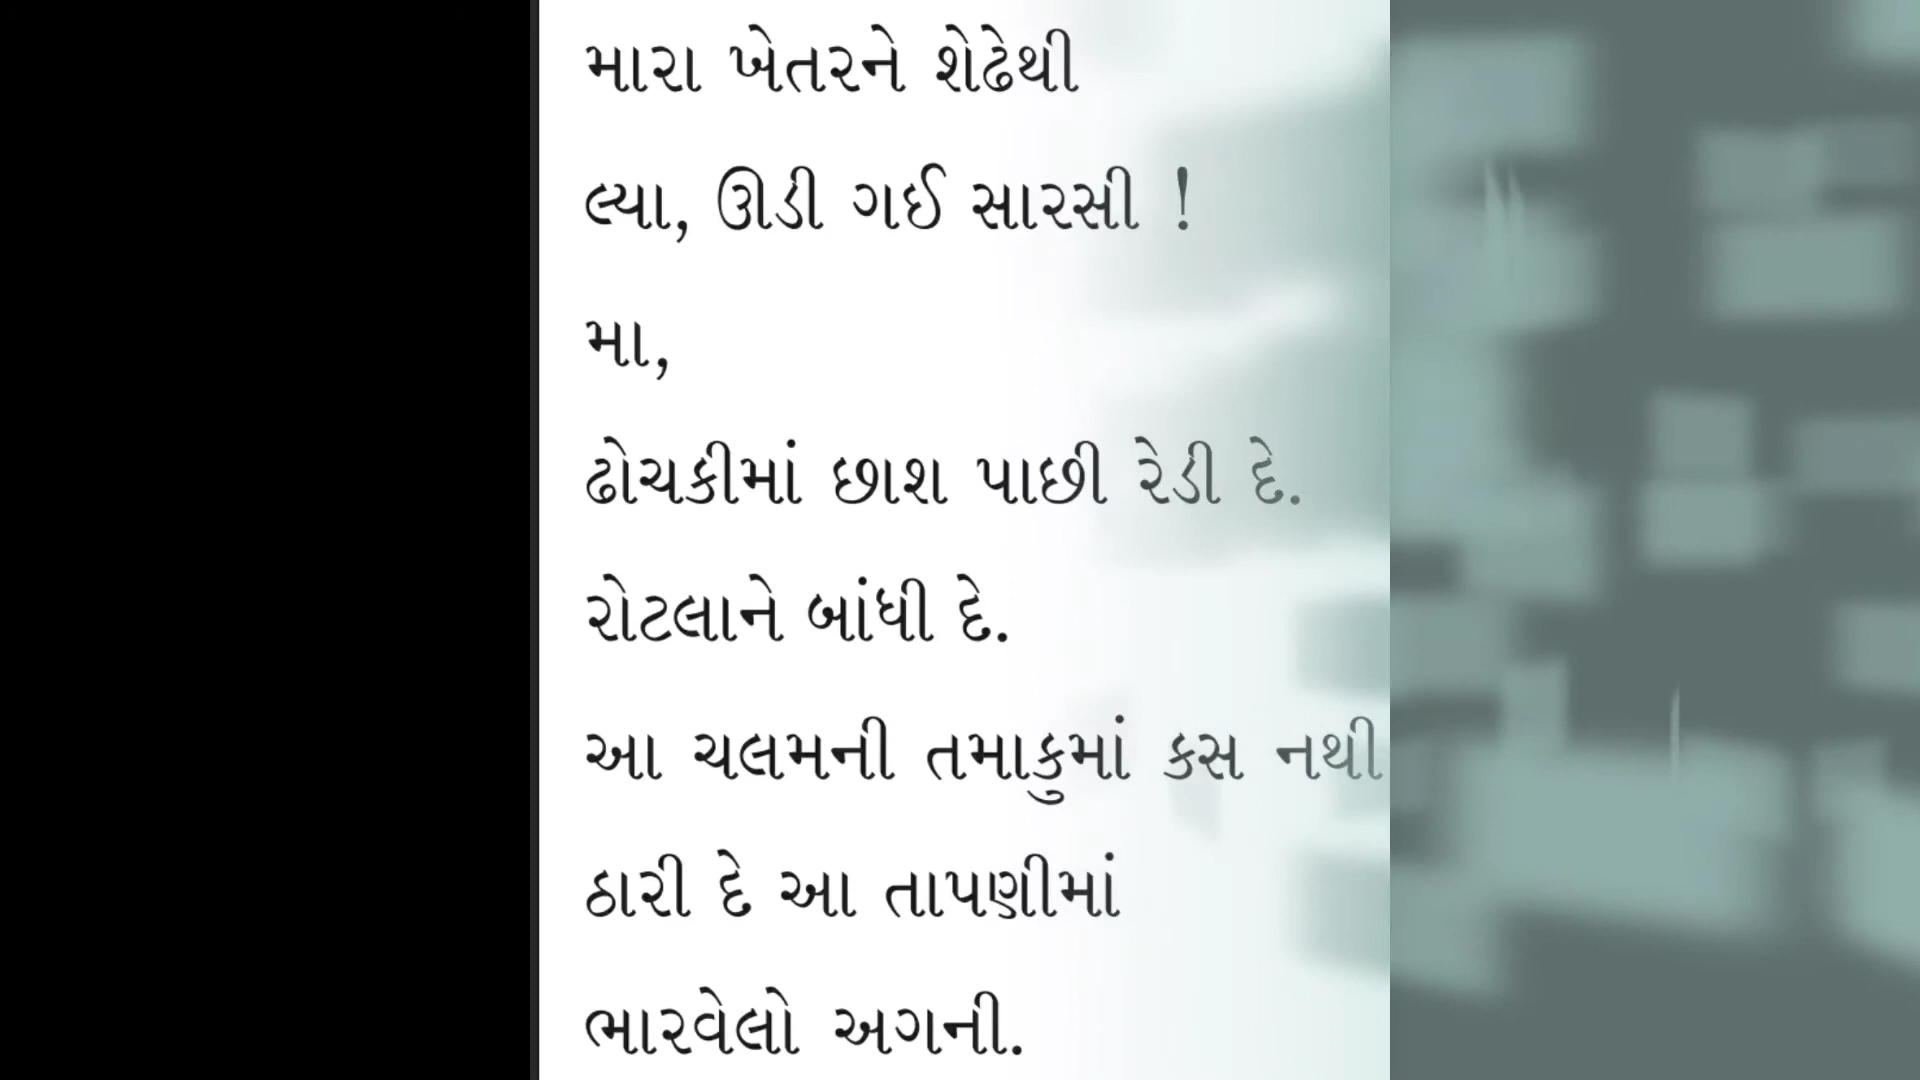 મારા ખેતરને શેઢેથી
લ્યા, ઊડી ગઈ સારસી !
મા,
ઢોચકીમાં છાશ પાછી રેડી દે.
રોટલાને બાંધી દે.
આ ચલમની તમાકુમાં કસ નથી
ઠારી દે આ તાપણીમાં
ભારવેલો અગની.